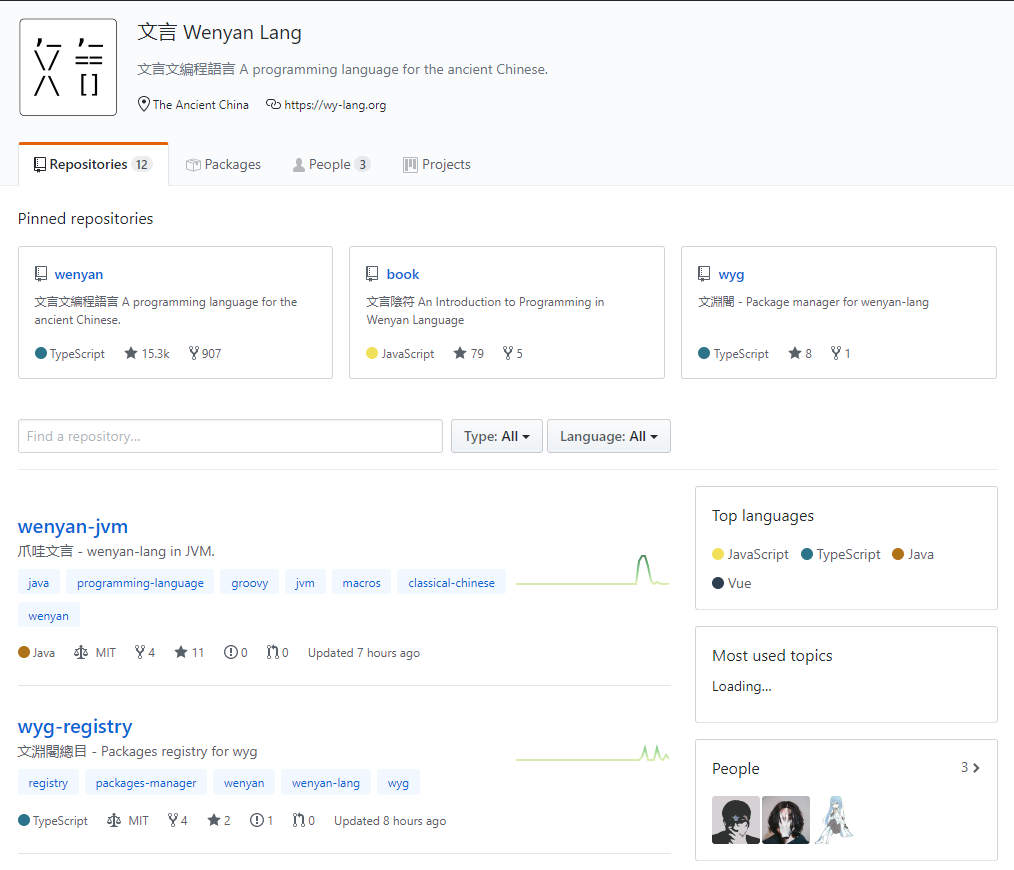 文言 Wenyan Lang
文言文編程語言 A programming language for the ancient Chinese.
The Ancient China https://wy-lang.org
Repositories 12 Packages People 3 Projects
Pinned repositories
wenyan
文言文編程語言 A programming language for the
ancient Chinese.
TypeScript 15.3k 907
book
文言陰符 An Introduction to Programming in
Wenyan Language
JavaScript 79 5
wyg
文淵閣 - Package manager for wenyan-lang
TypeScript 8 1
Find a repository...
Type: All Language: All
wenyan-jvm
爪哇文言 - wenyan-lang in JVM.
java programming-language groovy jvm macros classical-chinese
wenyan
Java MIT 4 11 0 0 Updated 7 hours ago
wyg-registry
文淵閣總目 - Packages registry for wyg
registry packages-manager wenyan wenyan-lang wyg
TypeScript MIT 4 2 1 0 Updated 8 hours ago
Top languages
JavaScript TypeScript Java
Vue
Most used topics
Loading...
People 3